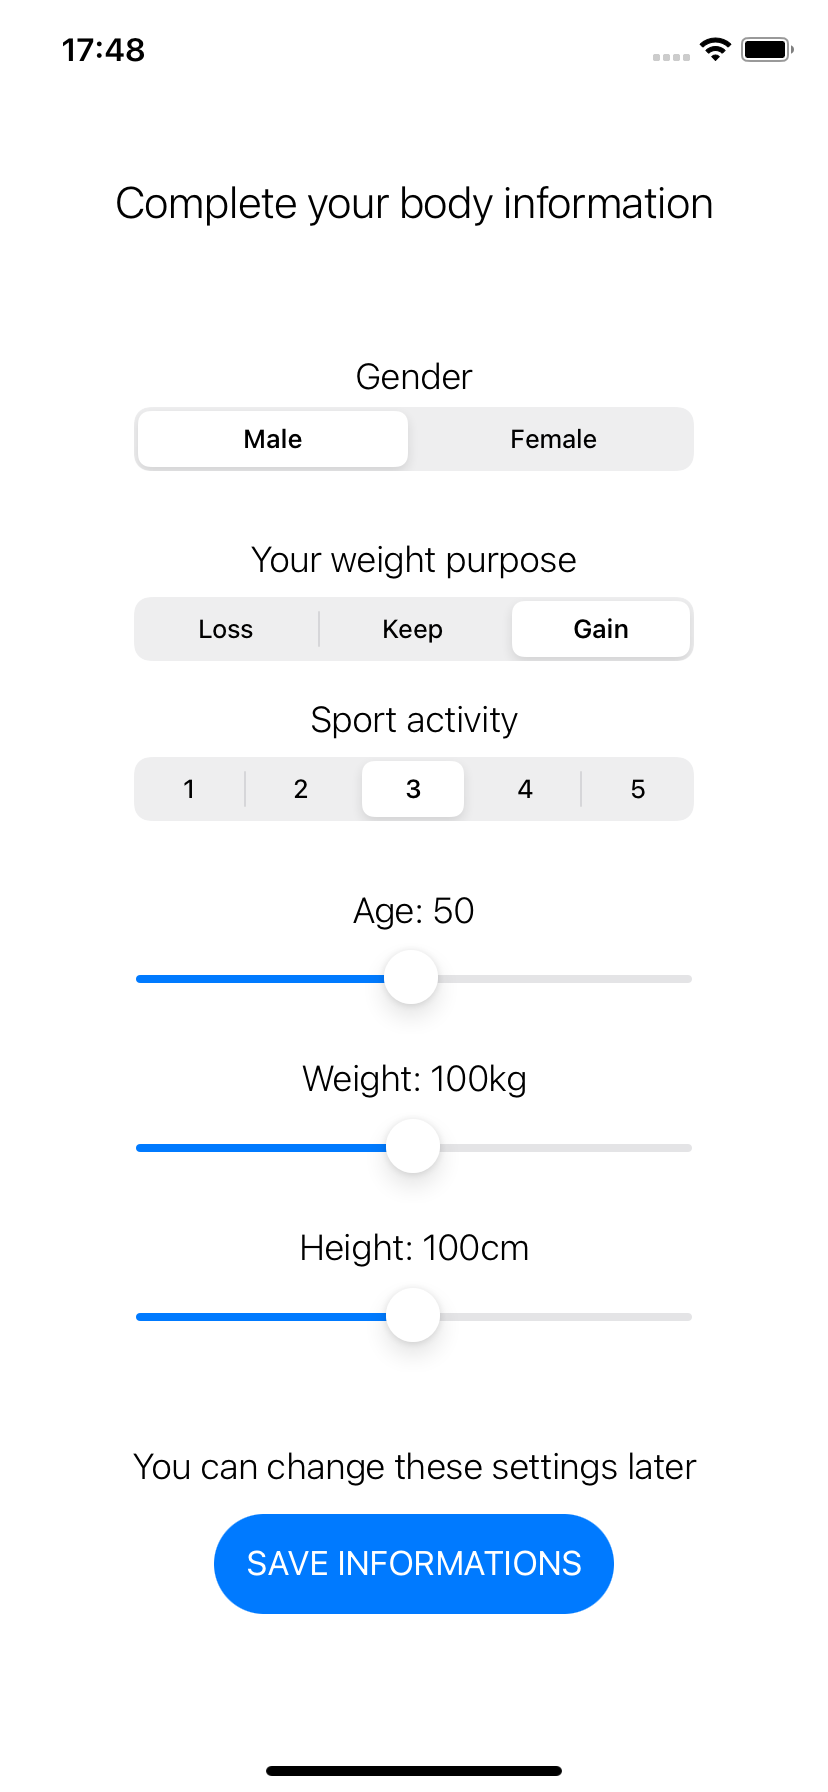 17:48
Complete your body information
Gender
Male Female
Your weight purpose
Loss Keep Gain
Sport activity
1 2 3 4 5
Age: 50
Weight: 100kg
Height: 100cm
You can change these settings later
SAVE INFORMATIONS